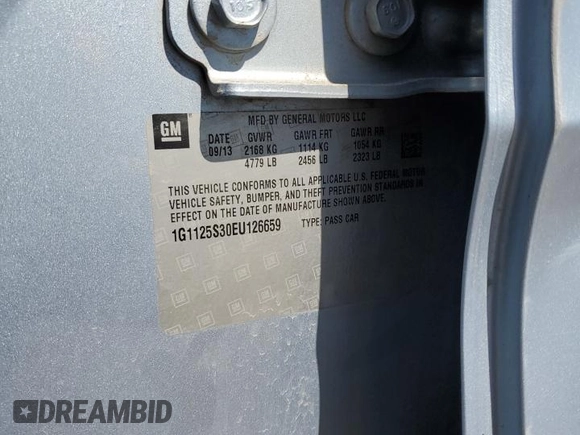 105
GM
MFD BY GENERAL MOTORS LLC
DATE GVWR GAWR FRT GAWR RR
09/13 2168 KG 1114 KG 1054 KG
4779 LB 2456 LB 2323 LB
THIS VEHICLE CONFORMS TO ALL APPLICABLE U.S. FEDERAL MOTOR
VEHICLE SAFETY, BUMPER, AND THEFT PREVENTION STANDARDS IN
EFFECT ON THE DATE OF MANUFACTURE SHOWN ABOVE.
1G1125S30EU126659 TYPE: PASS CAR
DREAMBID